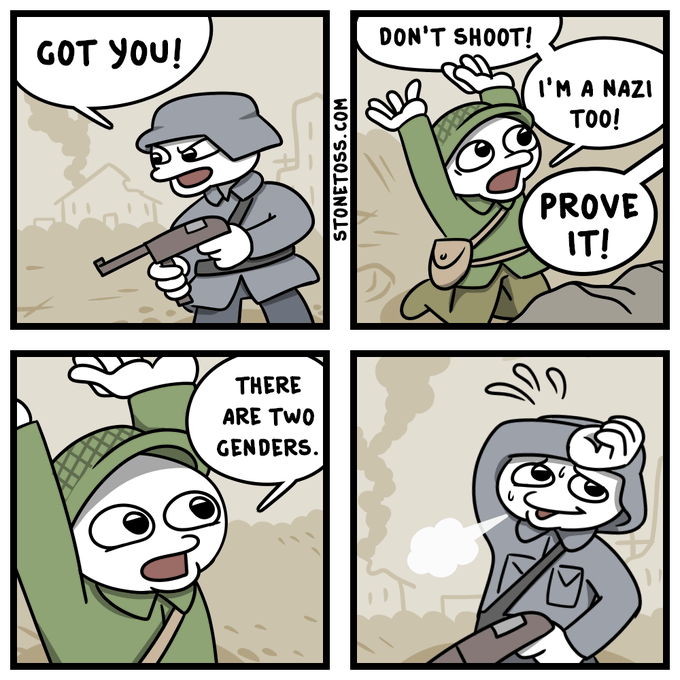 GOT YOU!
STONETOSS.COM
DON'T SHOOT!
I'M A NAZI
TOO!
PROVE
IT!
THERE
ARE TWO
GENDERS.